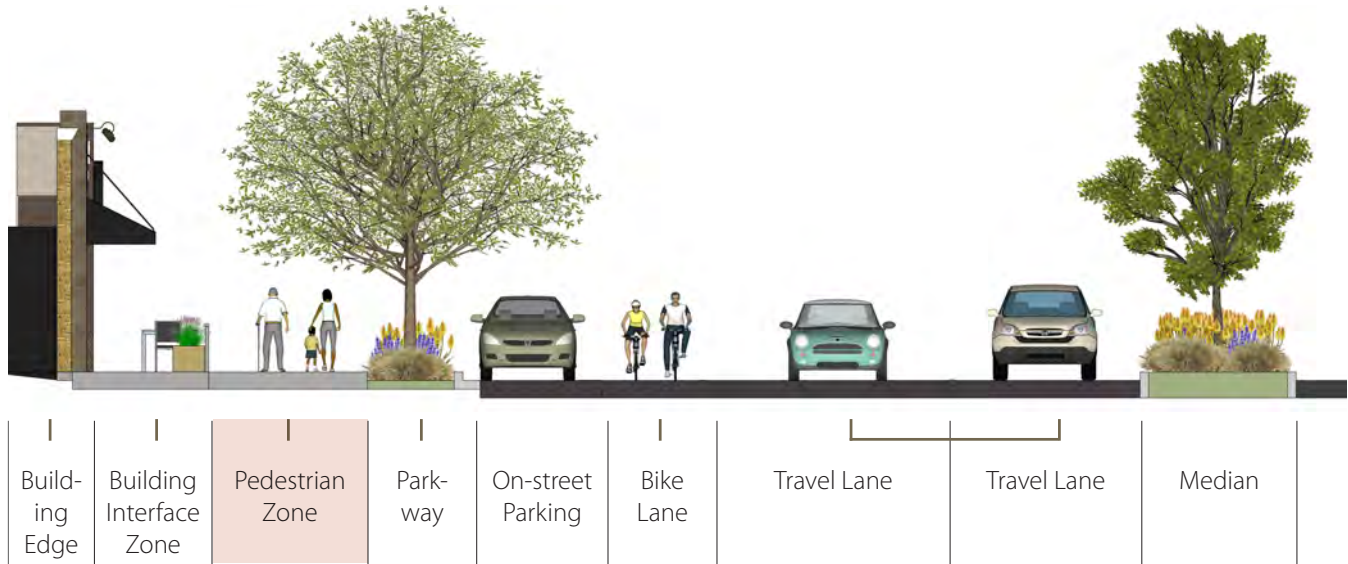 Build-
ing
Edge
Building
Interface
Zone
Pedestrian
Zone
Park-
way
On-street
Parking
Bike
Lane
Travel Lane
Travel Lane
Median